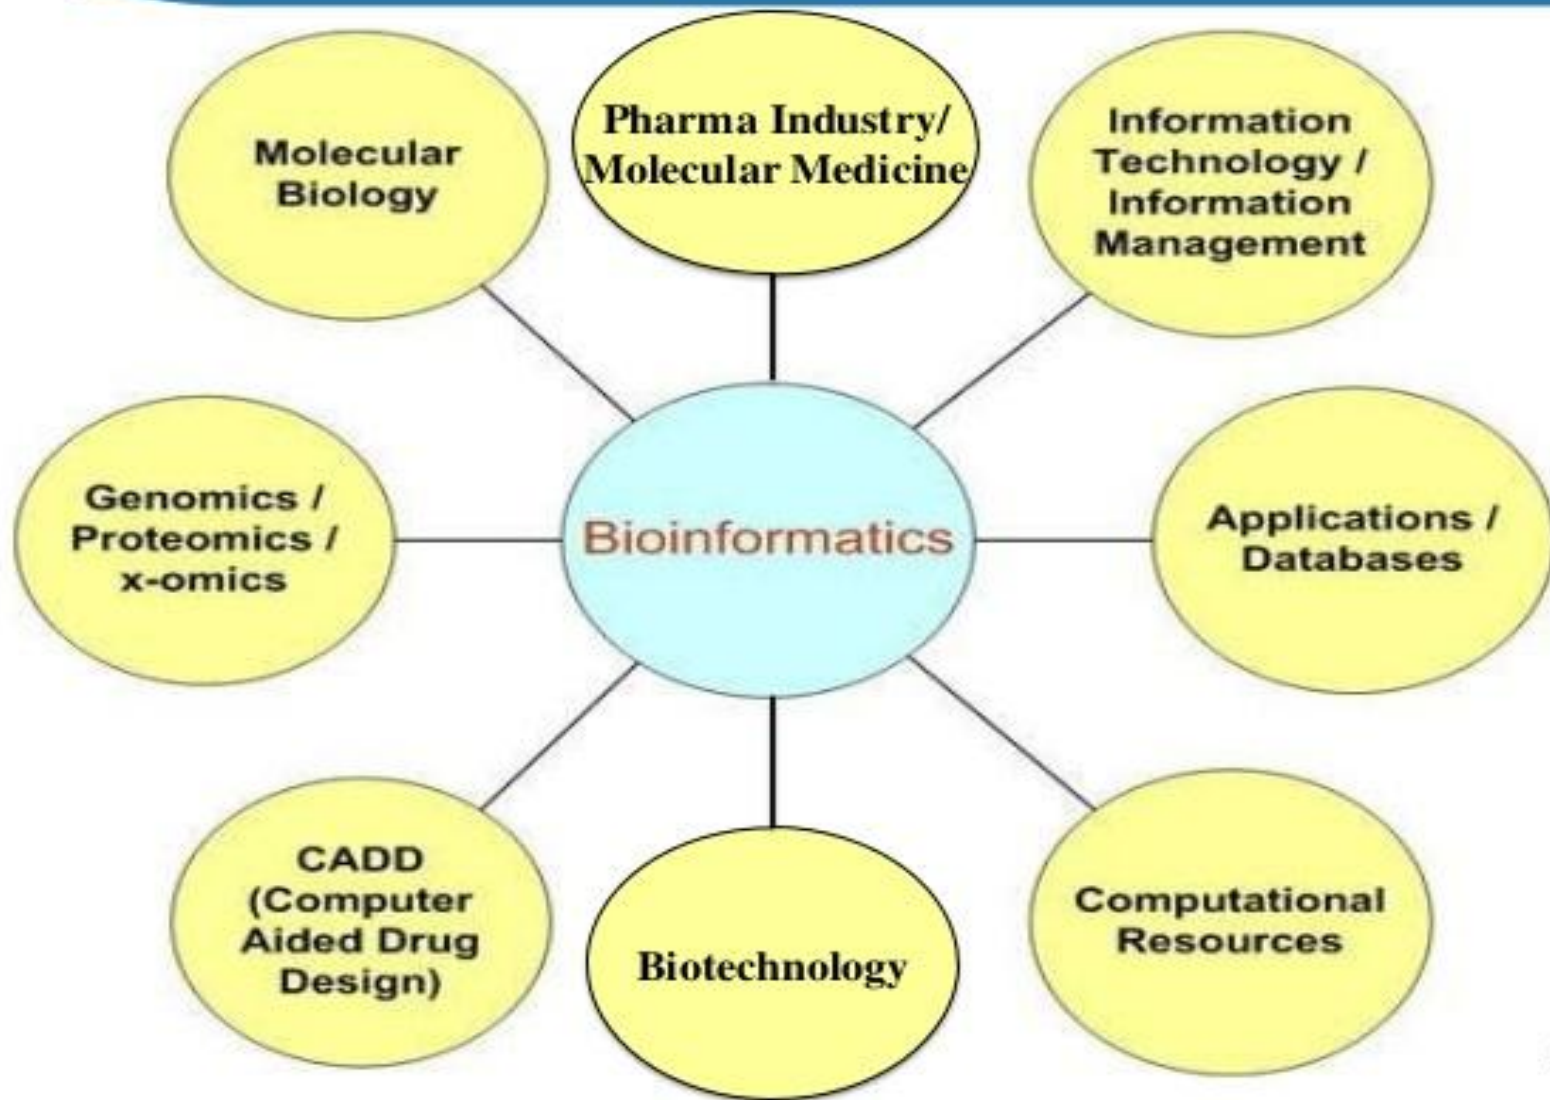 Molecular
Biology
Pharma Industry/
Molecular Medicine
Information
Technology /
Information
Management
Genomics /
Proteomics /
x-omics
Bioinformatics
Applications /
Databases
CADD
(Computer
Aided Drug
Design)
Biotechnology
Computational
Resources